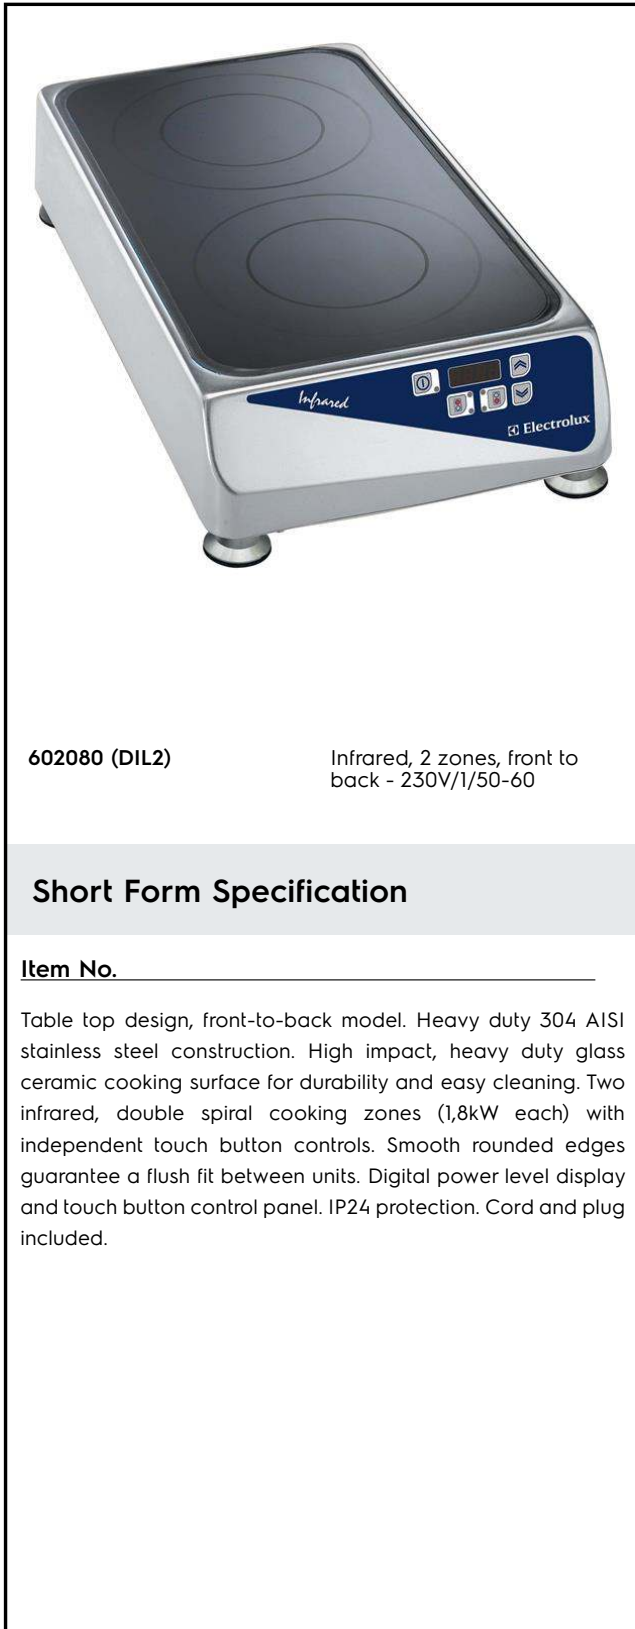 Infrared
Electrolux
602080 (DIL2)
Infrared, 2 zones, front to
back - 230V/1/50-60
Short Form Specification
Item No.
Table top design, front-to-back model. Heavy duty 304 AISI
stainless steel construction. High impact, heavy duty glass
ceramic cooking surface for durability and easy cleaning. Two
infrared, double spiral cooking zones (1,8kW each) with
independent touch button controls. Smooth rounded edges
guarantee a flush fit between units. Digital power level display
and touch button control panel. IP24 protection. Cord and plug
included.